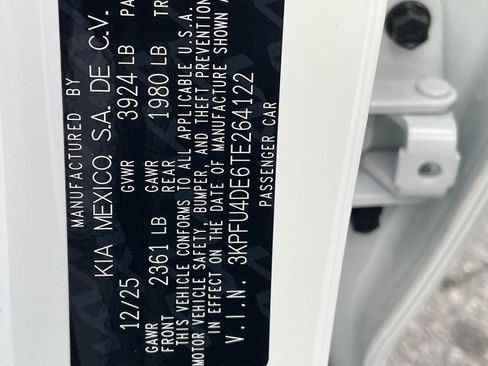 MANUFACTURED BY
KIA MEXICO, S.A. DE C.V.
12/25 GVWR 3924 LB PA
GAWR FRONT 2361 LB GAWR REAR 1980 LB TR
THIS VEHICLE CONFORMS TO ALL APPLICABLE U.S.A.
MOTOR VEHICLE SAFETY, BUMPER, AND THEFT PREVENTION
IN EFFECT ON THE DATE OF MANUFACTURE SHOWN A
V.I.N. 3KPFU4DE6TE264122
PASSENGER CAR